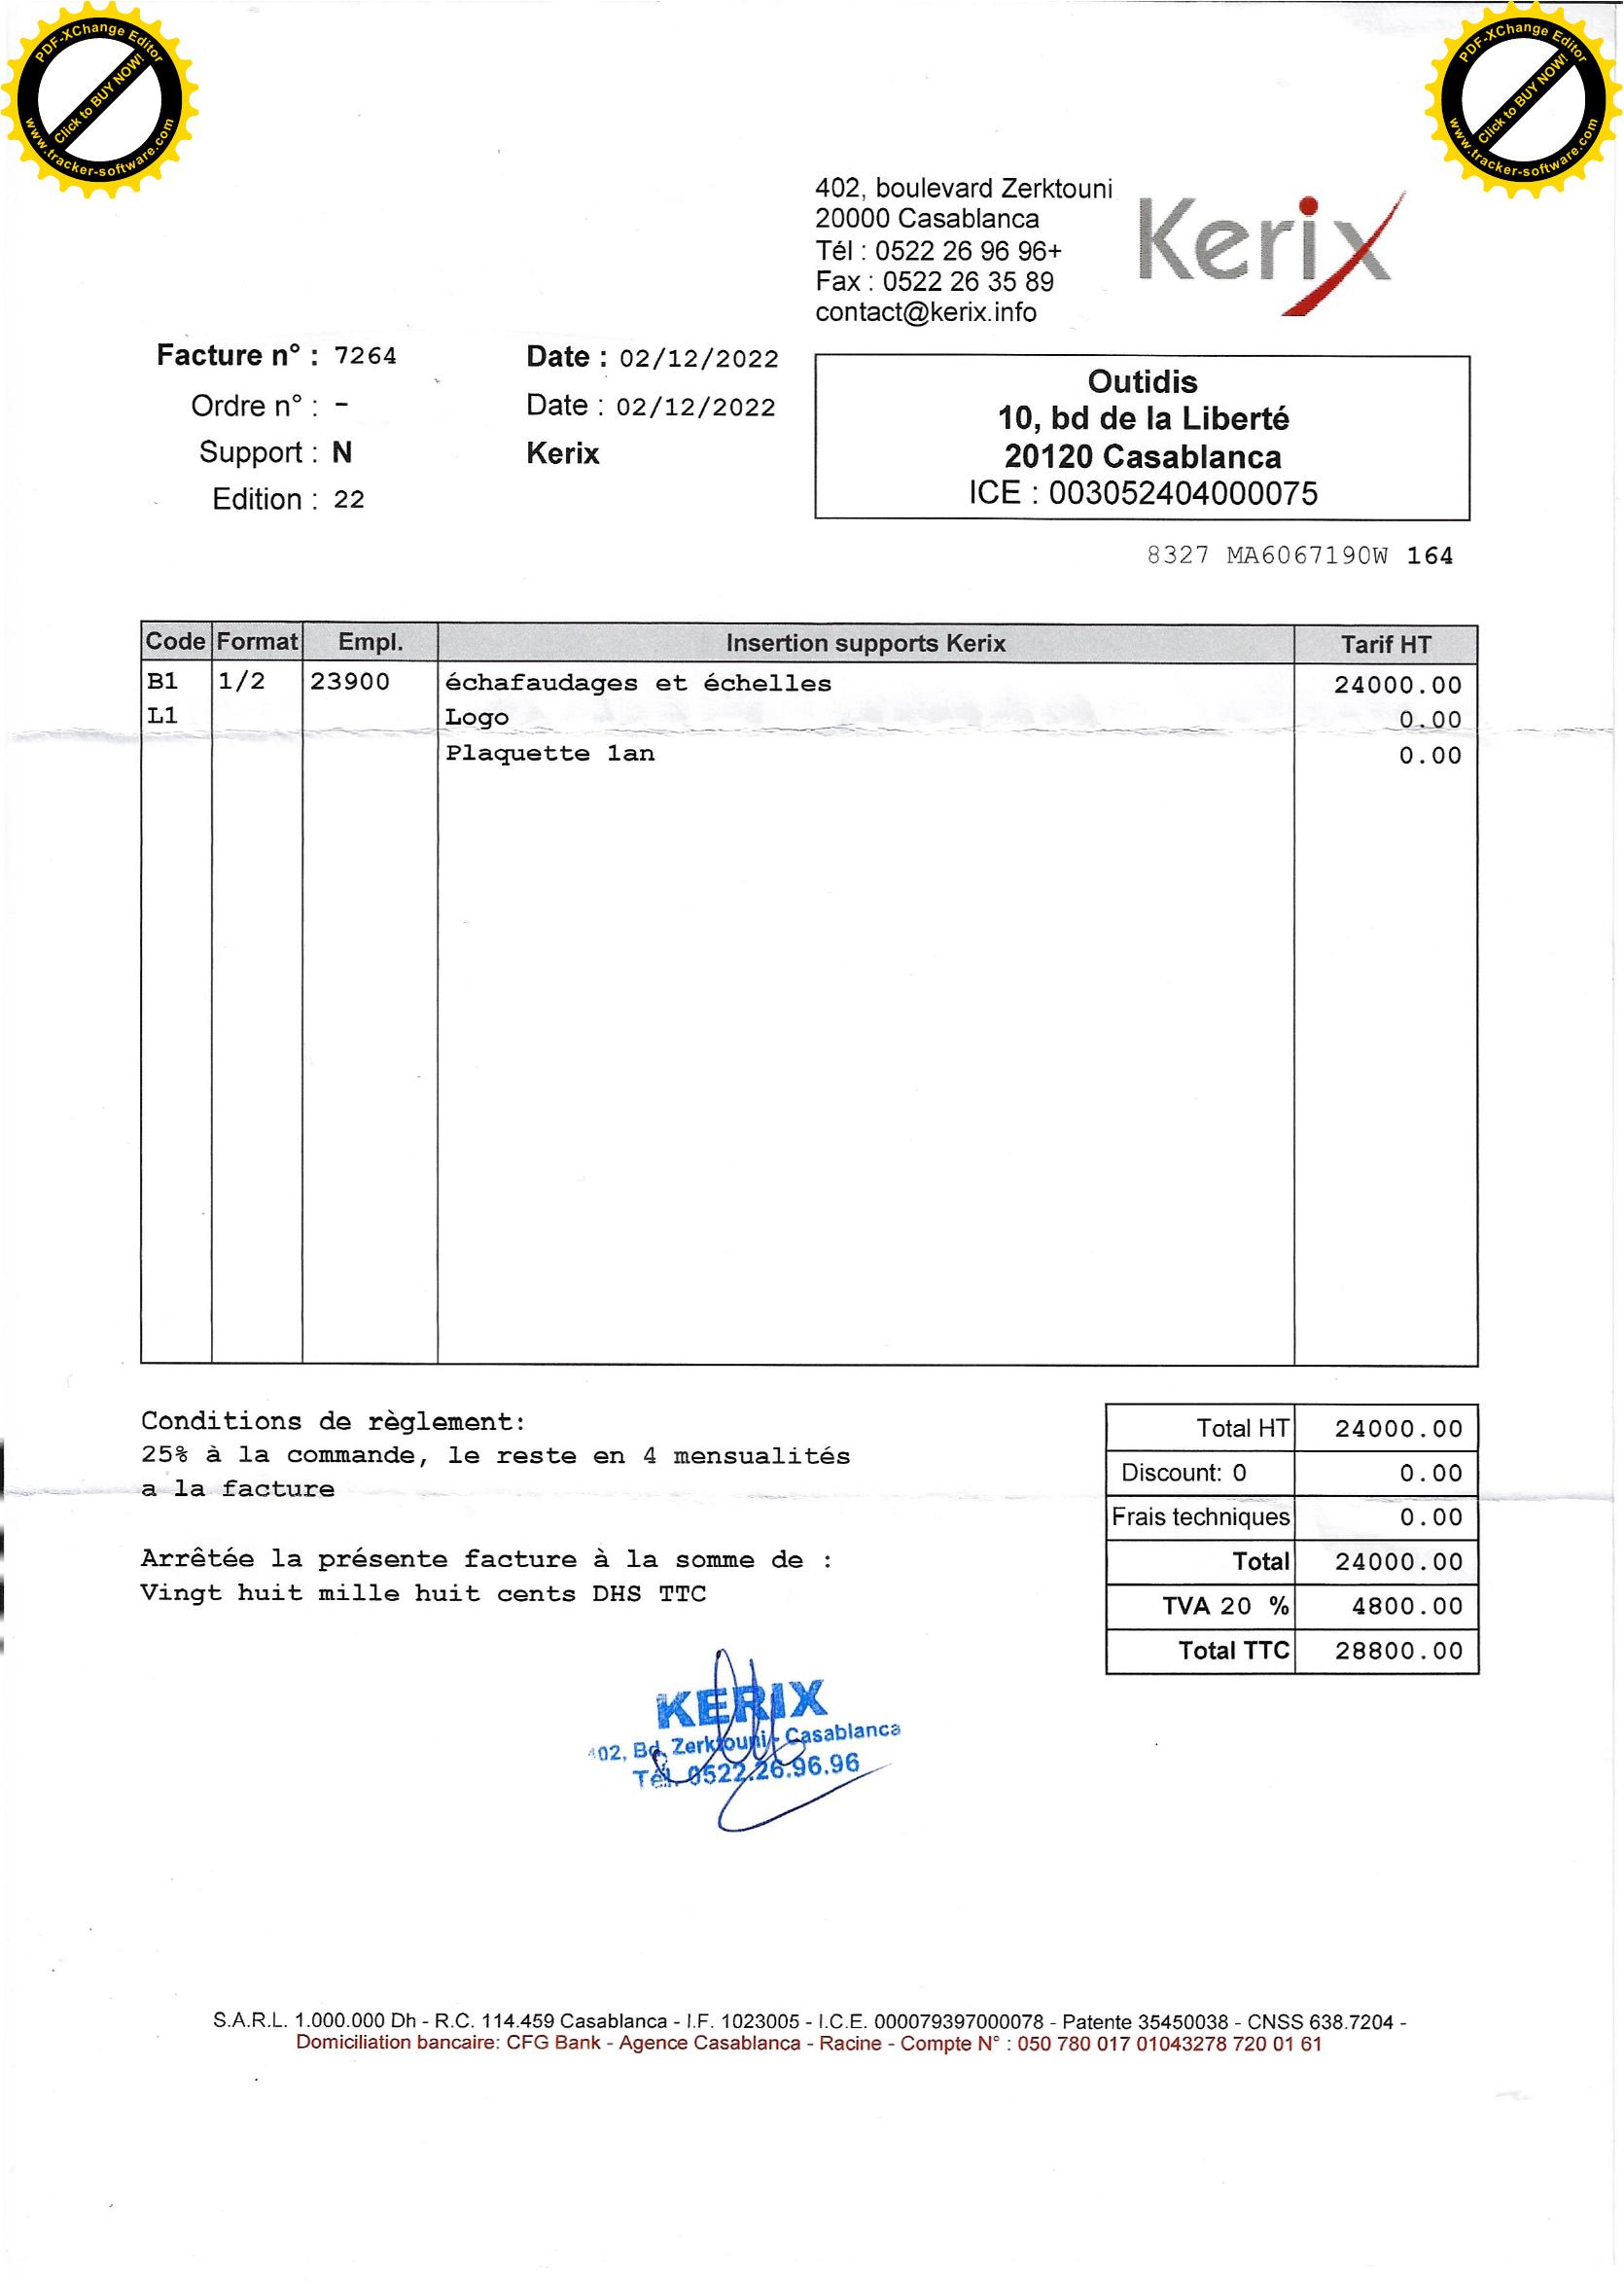 PDF-XChange Editor
Click to BUY NOW!
www.tracker-software.com
PDF-XChange Editor
Click to BUY NOW!
www.tracker-software.com
402, boulevard Zerktouni
20000 Casablanca
Tél : 0522 26 96 96+
Fax : 0522 26 35 89
contact@kerix.info
Kerix
Facture n° : 7264 Date : 02/12/2022
Ordre n° : - Date : 02/12/2022
Support : N Kerix
Edition : 22
Outidis
10, bd de la Liberté
20120 Casablanca
ICE : 003052404000075
8327 MA6067190W 164
Code Format Empl. Insertion supports Kerix Tarif HT
B1 1/2 23900 échafaudages et échelles 24000.00
L1 Logo 0.00
Plaquette 1an 0.00
Conditions de règlement:
25% à la commande, le reste en 4 mensualités
a la facture
Arrêtée la présente facture à la somme de :
Vingt huit mille huit cents DHS TTC
Total HT 24000.00
Discount: 0 0.00
Frais techniques 0.00
Total 24000.00
TVA 20 % 4800.00
Total TTC 28800.00
KERIX
402, Bd. Zerktouni - Casablanca
Tél. 0522.26.96.96
S.A.R.L. 1.000.000 Dh - R.C. 114.459 Casablanca - I.F. 1023005 - I.C.E. 000079397000078 - Patente 35450038 - CNSS 638.7204 -
Domiciliation bancaire: CFG Bank - Agence Casablanca - Racine - Compte N° : 050 780 017 01043278 720 01 61